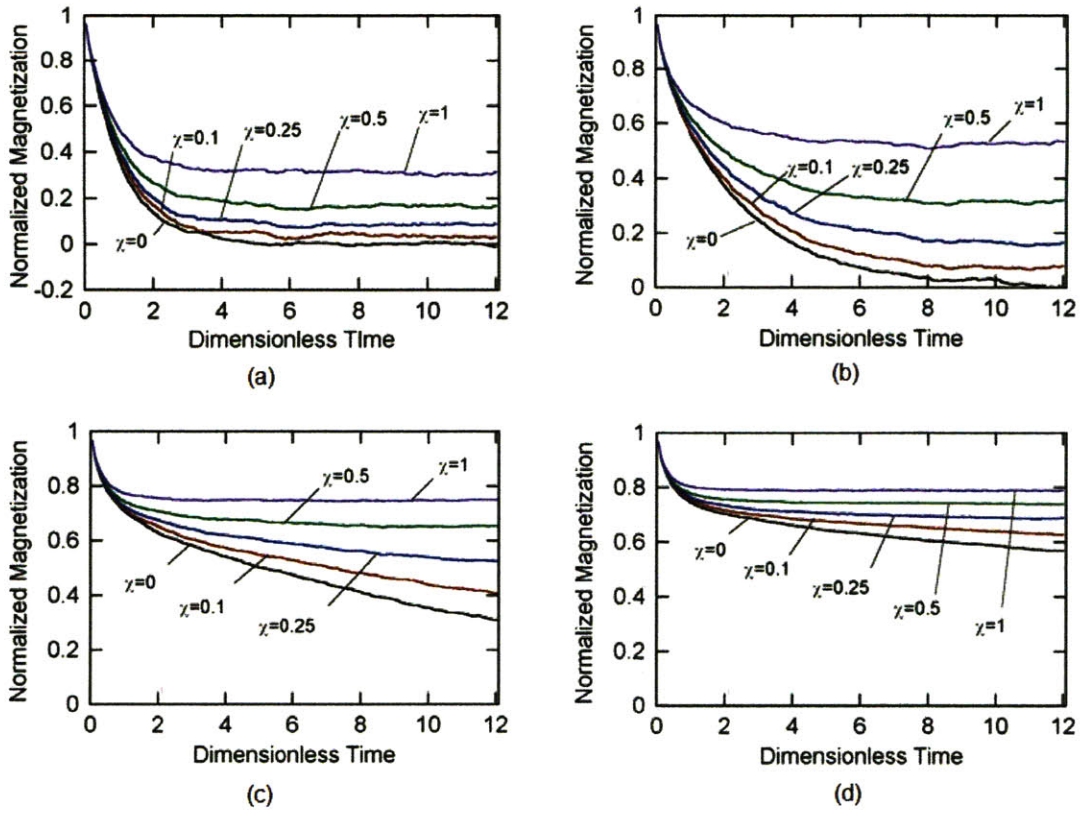 1
0.8
0.6
0.4
0.2
0
-0.2
Normalized Magnetization
χ=0.1
χ=0.25
χ=0.5
χ=1
χ=0
0 2 4 6 8 10 12
Dimensionless TIme
(a)
1
0.8
0.6
0.4
0.2
0
Normalized Magnetization
χ=1
χ=0.5
χ=0.1
χ=0.25
χ=0
0 2 4 6 8 10 12
Dimensionless Time
(b)
1
0.8
0.6
0.4
0.2
0
Normalized Magnetization
χ=0.5
χ=1
χ=0
χ=0.1
χ=0.25
0 2 4 6 8 10 12
Dimensionless Time
(c)
1
0.8
0.6
0.4
0.2
0
Normalized Magnetization
χ=0
χ=0.1
χ=0.25
χ=0.5
χ=1
0 2 4 6 8 10 12
Dimensionless Time
(d)